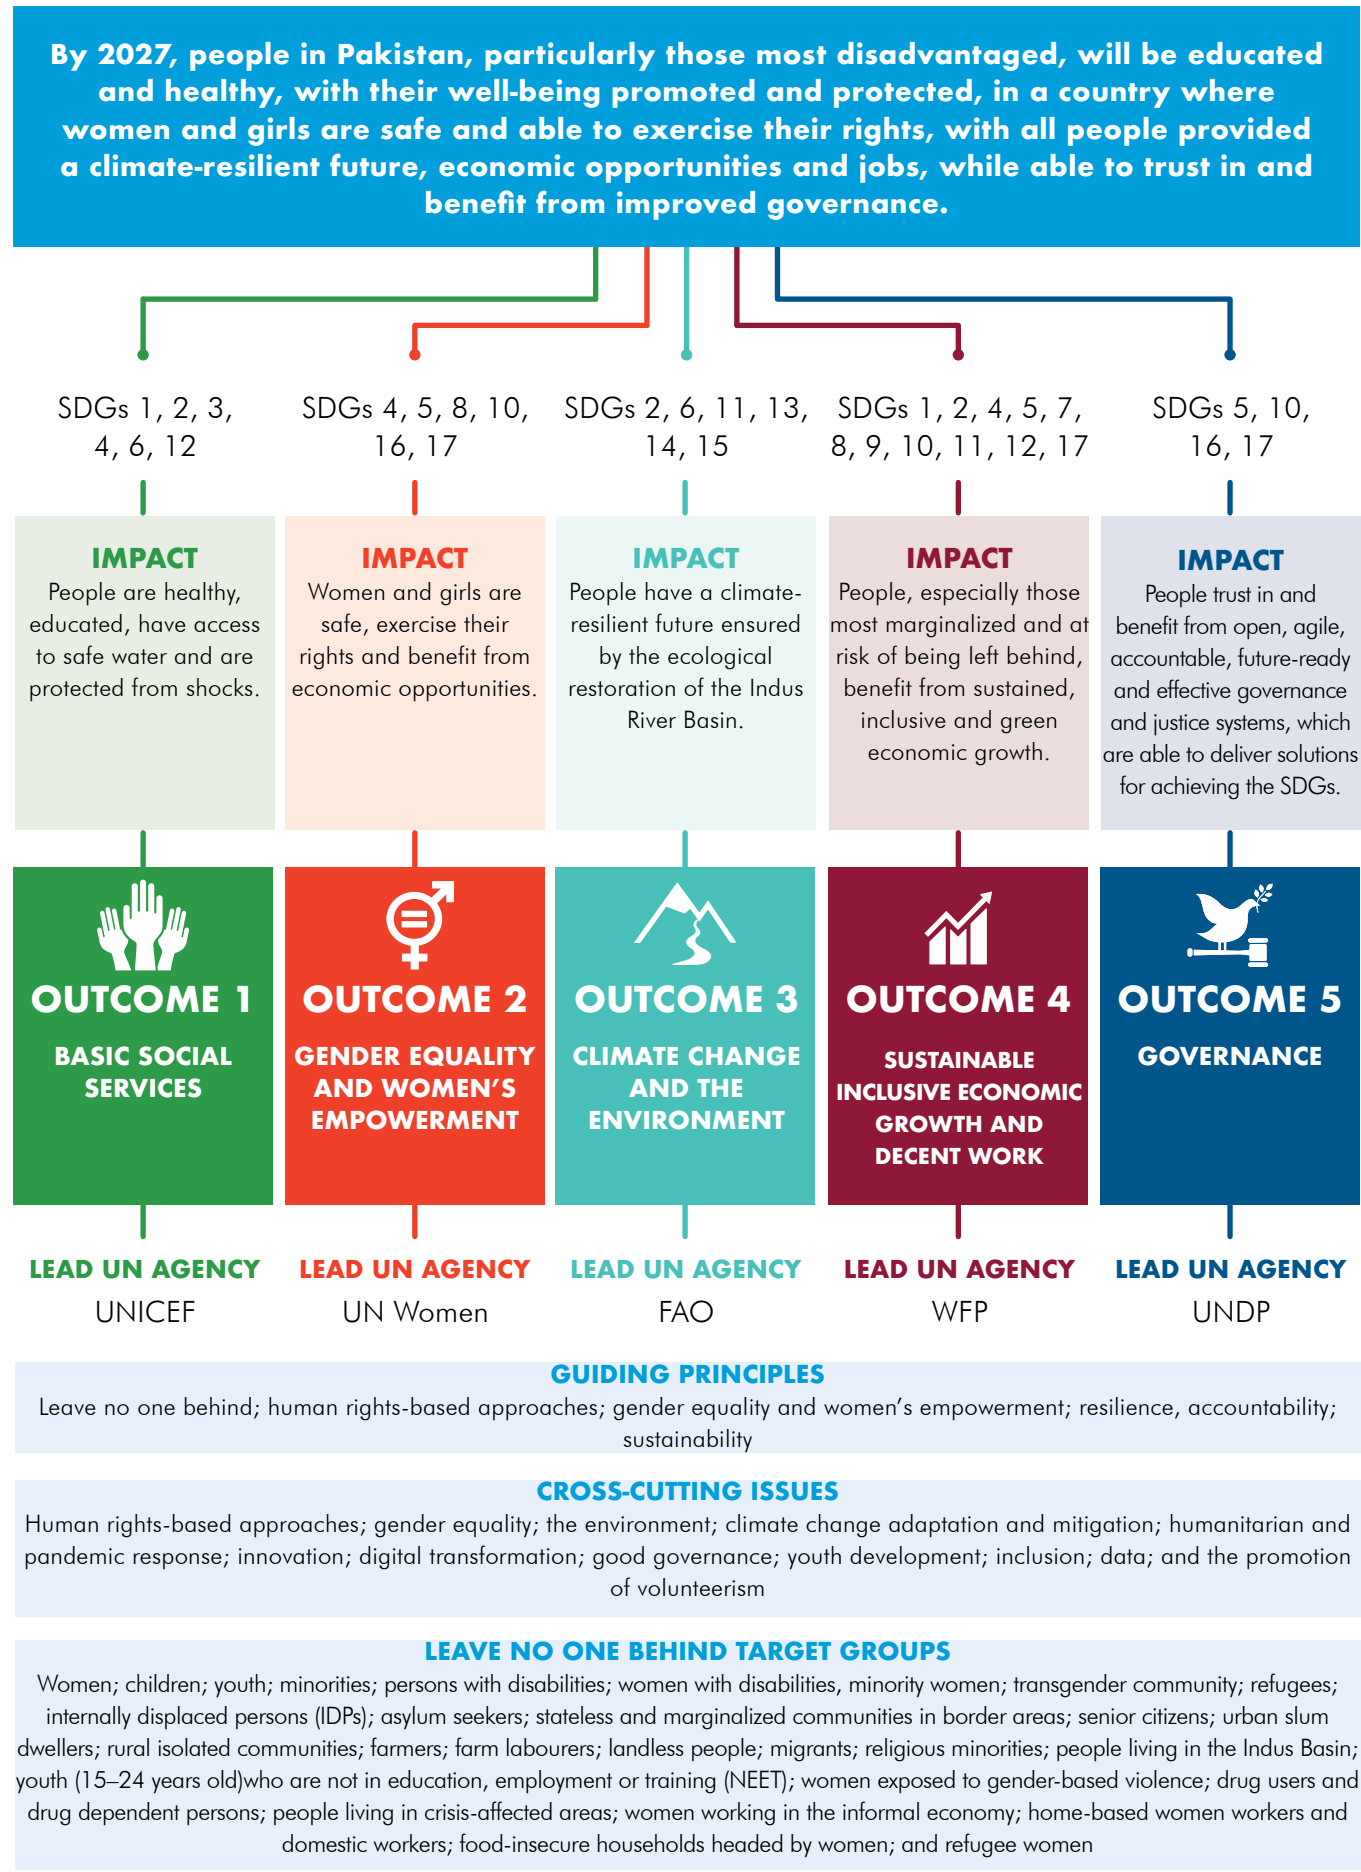 By 2027, people in Pakistan, particularly those most disadvantaged, will be educated
and healthy, with their well-being promoted and protected, in a country where
women and girls are safe and able to exercise their rights, with all people provided
a climate-resilient future, economic opportunities and jobs, while able to trust in and
benefit from improved governance.
SDGs 1, 2, 3,
4, 6, 12
IMPACT
People are healthy,
educated, have access
to safe water and are
protected from shocks.
OUTCOME 1
BASIC SOCIAL
SERVICES
LEAD UN AGENCY
UNICEF
SDGs 4, 5, 8, 10,
16, 17
IMPACT
Women and girls are
safe, exercise their
rights and benefit from
economic opportunities.
OUTCOME 2
GENDER EQUALITY
AND WOMEN'S
EMPOWERMENT
LEAD UN AGENCY
UN Women
SDGs 2, 6, 11, 13,
14, 15
IMPACT
People have a climate-
resilient future ensured
by the ecological
restoration of the Indus
River Basin.
OUTCOME 3
CLIMATE CHANGE
AND THE
ENVIRONMENT
LEAD UN AGENCY
FAO
SDGs 1, 2, 4, 5, 7,
8, 9, 10, 11, 12, 17
IMPACT
People, especially those
most marginalized and at
risk of being left behind,
benefit from sustained,
inclusive and green
economic growth.
OUTCOME 4
SUSTAINABLE
INCLUSIVE ECONOMIC
GROWTH AND
DECENT WORK
LEAD UN AGENCY
WFP
SDGs 5, 10,
16, 17
IMPACT
People trust in and
benefit from open, agile,
accountable, future-ready
and effective governance
and justice systems, which
are able to deliver solutions
for achieving the SDGs.
OUTCOME 5
GOVERNANCE
LEAD UN AGENCY
UNDP
GUIDING PRINCIPLES
Leave no one behind; human rights-based approaches; gender equality and women's empowerment; resilience, accountability;
sustainability
CROSS-CUTTING ISSUES
Human rights-based approaches; gender equality; the environment; climate change adaptation and mitigation; humanitarian and
pandemic response; innovation; digital transformation; good governance; youth development; inclusion; data; and the promotion
of volunteerism
LEAVE NO ONE BEHIND TARGET GROUPS
Women; children; youth; minorities; persons with disabilities; women with disabilities, minority women; transgender community; refugees;
internally displaced persons (IDPs); asylum seekers; stateless and marginalized communities in border areas; senior citizens; urban slum
dwellers; rural isolated communities; farmers; farm labourers; landless people; migrants; religious minorities; people living in the Indus Basin;
youth (15–24 years old)who are not in education, employment or training (NEET); women exposed to gender-based violence; drug users and
drug dependent persons; people living in crisis-affected areas; women working in the informal economy; home-based women workers and
domestic workers; food-insecure households headed by women; and refugee women